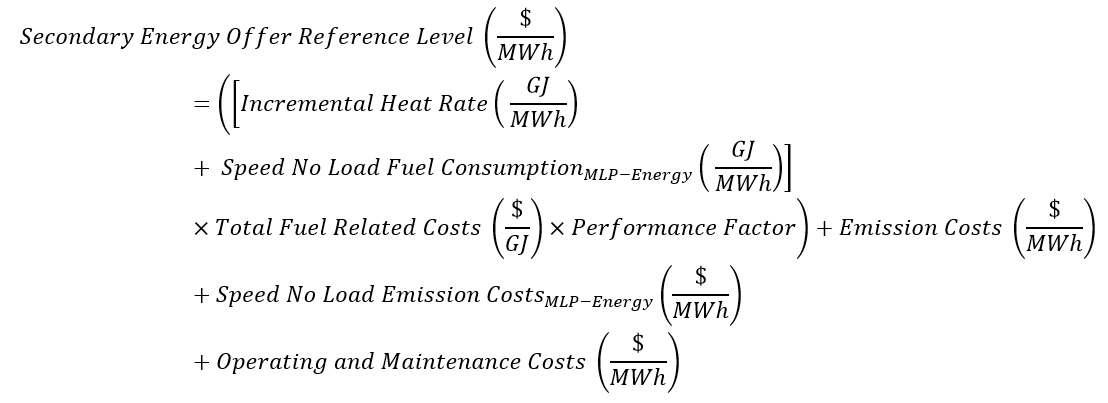 Secondary Energy Offer Reference Level ($/MWh)
= ([Incremental Heat Rate (GJ/MWh)
+ Speed No Load Fuel Consumption_MLP−Energy (GJ/MWh)]
× Total Fuel Related Costs ($/GJ) × Performance Factor) + Emission Costs ($/MWh)
+ Speed No Load Emission Costs_MLP−Energy ($/MWh)
+ Operating and Maintenance Costs ($/MWh)